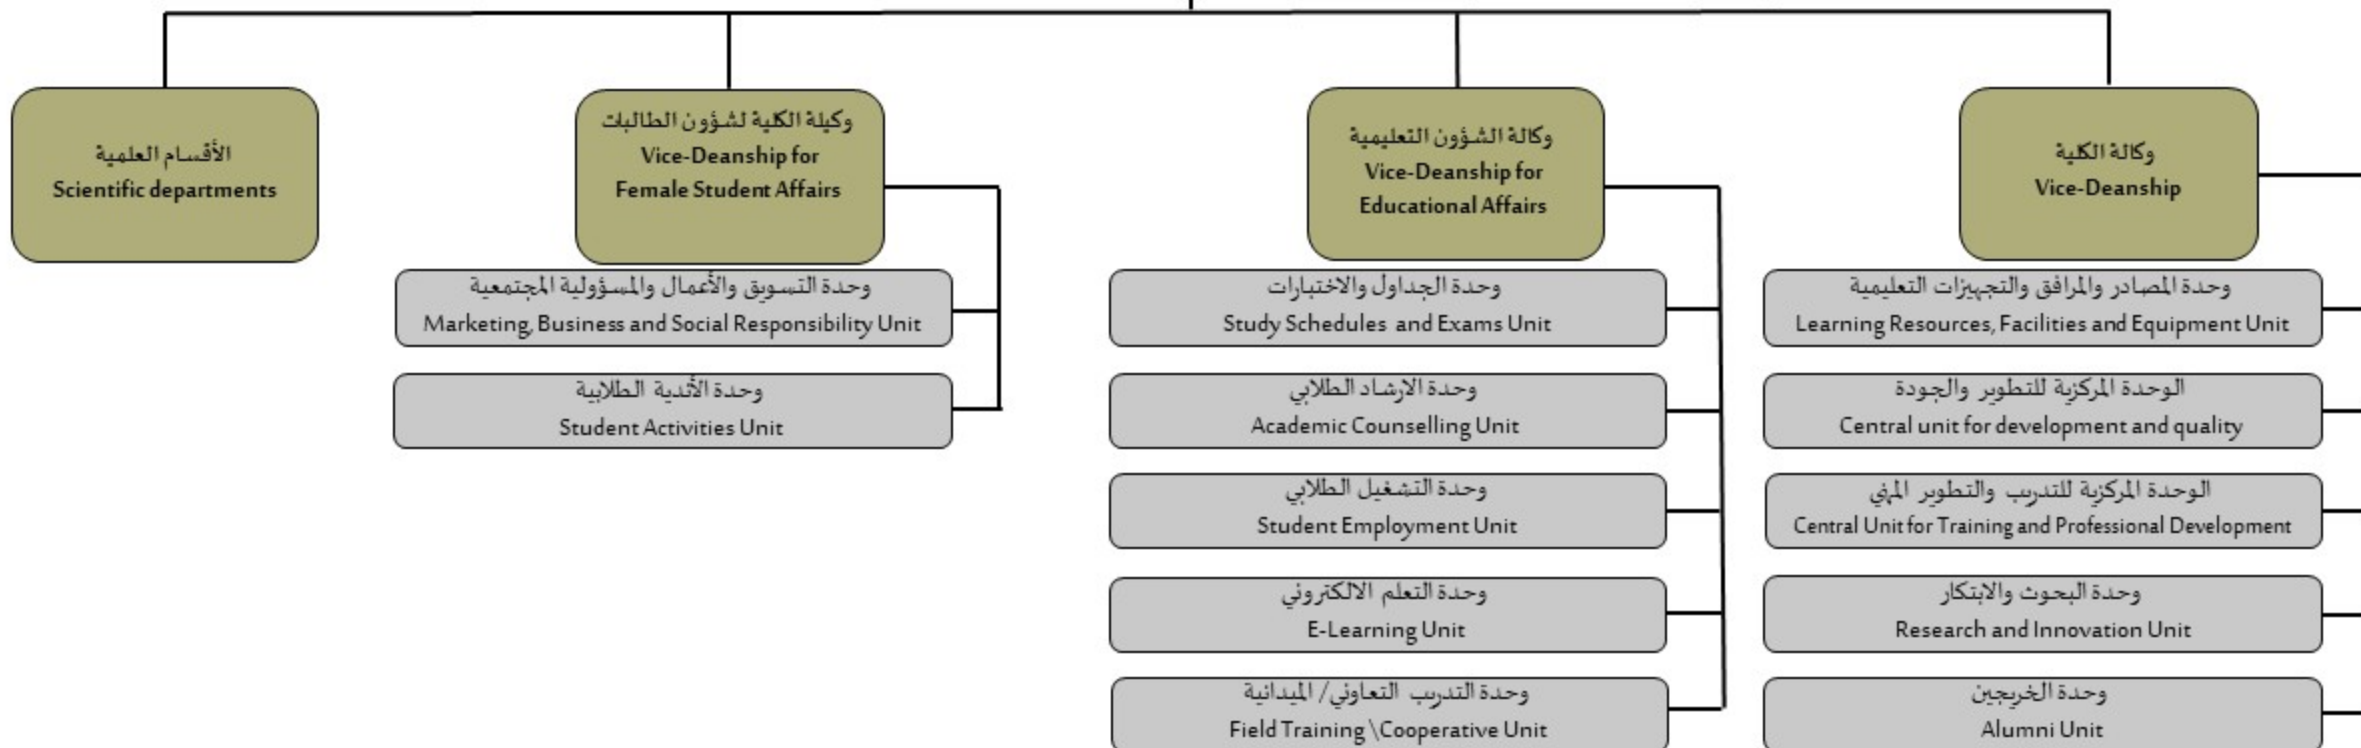 الأقسام العلمية
Scientific departments
وكيلة الكلية لشؤون الطالبات
Vice-Deanship for
Female Student Affairs
وكالة الشؤون التعليمية
Vice-Deanship for
Educational Affairs
وكالة الكلية
Vice-Deanship
وحدة التسويق والأعمال والمسؤولية المجتمعية
Marketing, Business and Social Responsibility Unit
وحدة الأندية الطلابية
Student Activities Unit
وحدة الجداول والاختبارات
Study Schedules and Exams Unit
وحدة الارشاد الطلابي
Academic Counselling Unit
وحدة التشغيل الطلابي
Student Employment Unit
وحدة التعلم الالكتروني
E-Learning Unit
وحدة التدريب التعاوني/ الميدانية
Field Training \Cooperative Unit
وحدة المصادر والمرافق والتجهيزات التعليمية
Learning Resources, Facilities and Equipment Unit
الوحدة المركزية للتطوير والجودة
Central unit for development and quality
الوحدة المركزية للتدريب والتطوير المهني
Central Unit for Training and Professional Development
وحدة البحوث والابتكار
Research and Innovation Unit
وحدة الخريجين
Alumni Unit